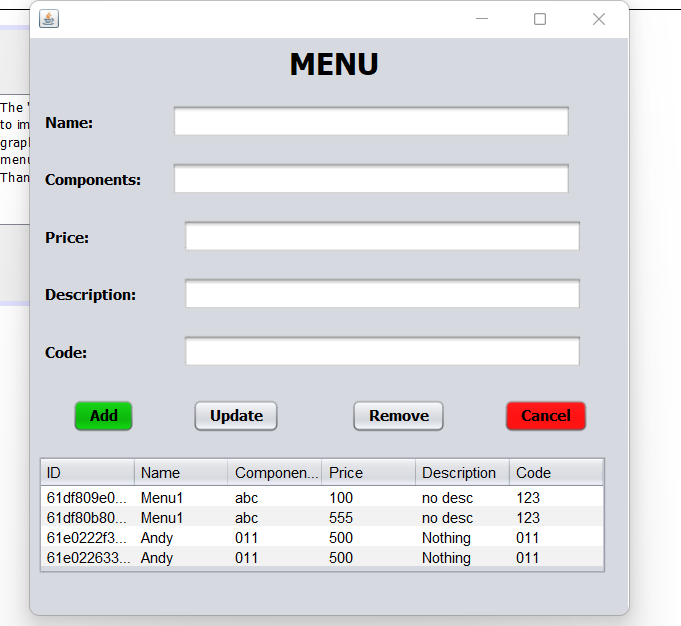 MENU
The
Name:
to im
grap
menu
Components:
Than
Price:
Description:
Code:
Add Update Remove Cancel
ID Name Componen... Price Description Code
61df809e0... Menu1 abc 100 no desc 123
61df80b80... Menu1 abc 555 no desc 123
61e0222f3... Andy 011 500 Nothing 011
61e022633... Andy 011 500 Nothing 011